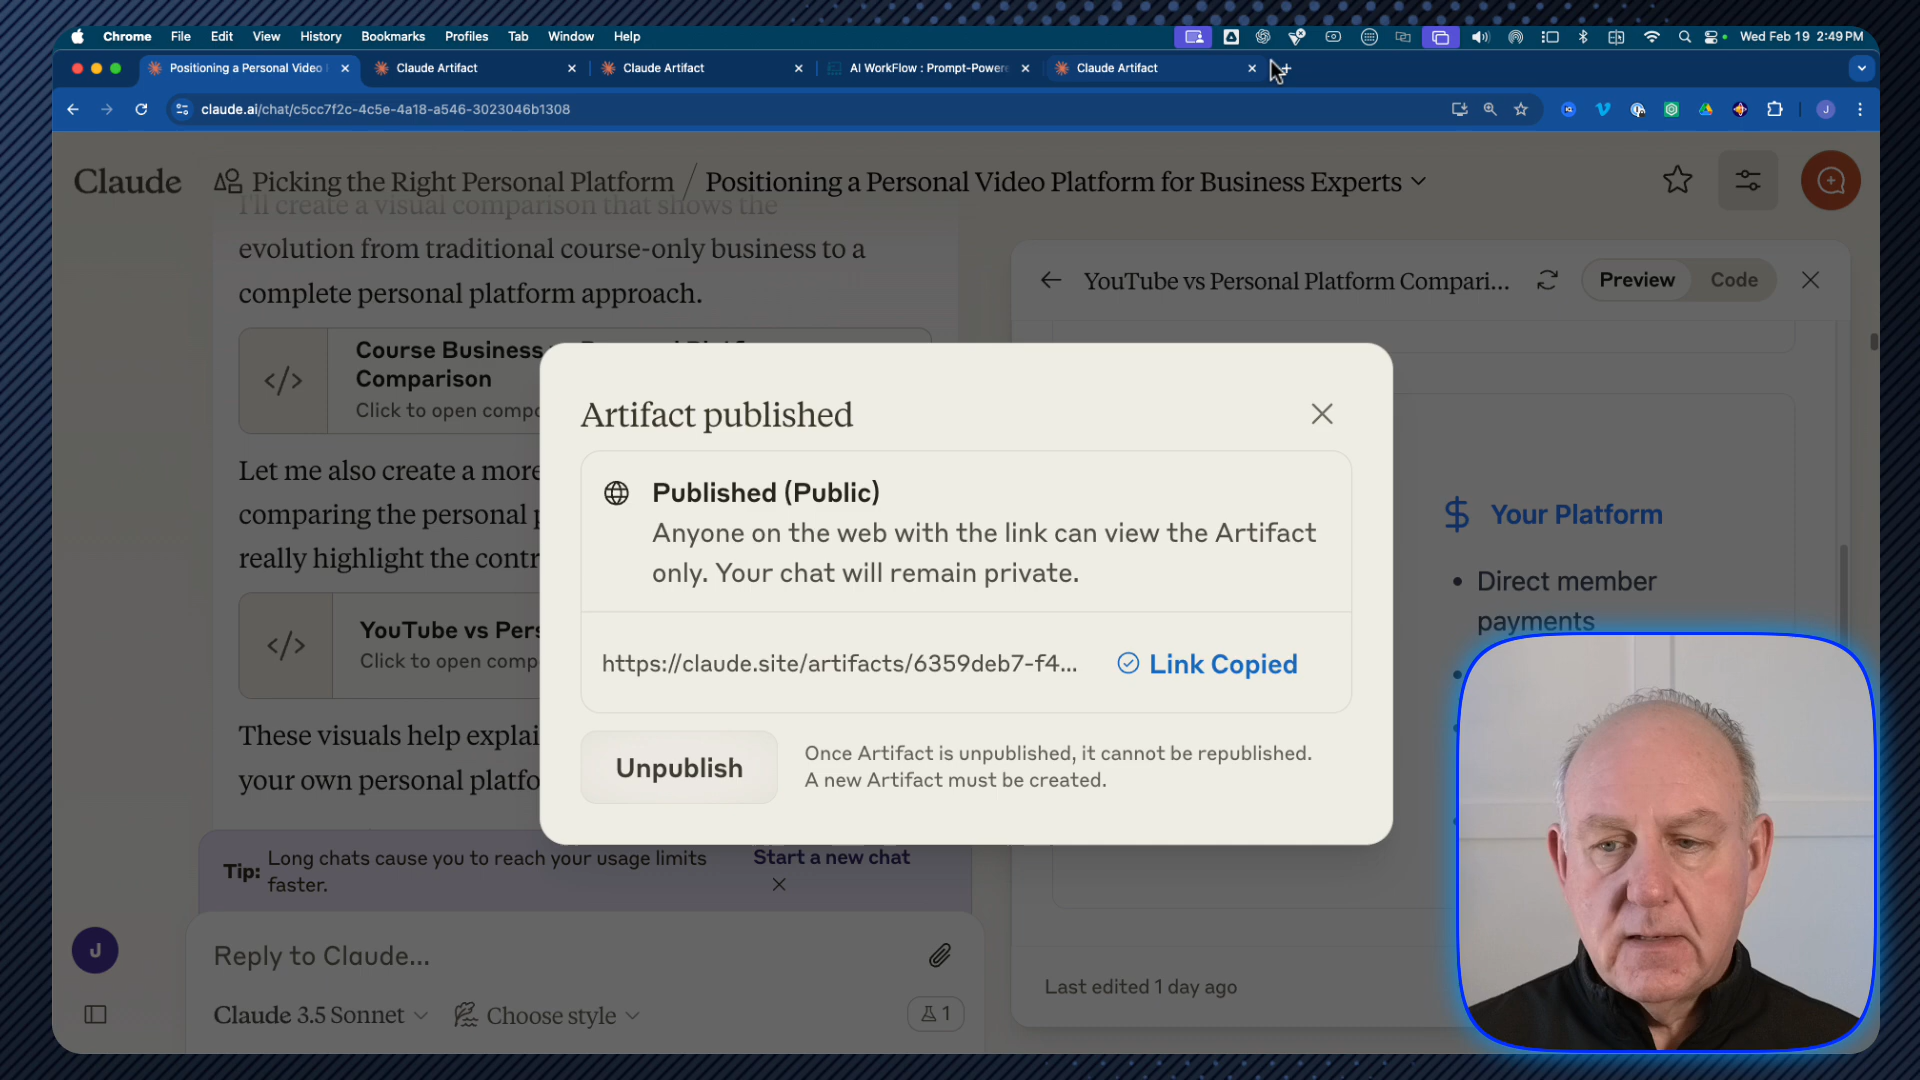 Chrome File Edit View History Bookmarks Profiles Tab Window Help Wed Feb 19 2:49 PM
Positioning a Personal Video Claude Artifact Claude Artifact AI WorkFlow : Prompt-Powere Claude Artifact
claude.ai/chat/c5cc7f2c-4c5e-4a18-a546-3023046b1308
Claude Picking the Right Personal Platform / Positioning a Personal Video Platform for Business Experts
I'll create a visual comparison that shows the
evolution from traditional course-only business to a
complete personal platform approach.
Course Business
Comparison
Click to open comp
Let me also create a more
comparing the personal
really highlight the contr
YouTube vs Pers
Click to open comp
These visuals help explai
your own personal platfo
Tip: Long chats cause you to reach your usage limits
faster.
Start a new chat
J
Reply to Claude...
Claude 3.5 Sonnet Choose style 1
YouTube vs Personal Platform Compari... Preview Code
Your Platform
• Direct member
payments
Last edited 1 day ago
Artifact published
Published (Public)
Anyone on the web with the link can view the Artifact
only. Your chat will remain private.
https://claude.site/artifacts/6359deb7-f4... Link Copied
Unpublish
Once Artifact is unpublished, it cannot be republished.
A new Artifact must be created.